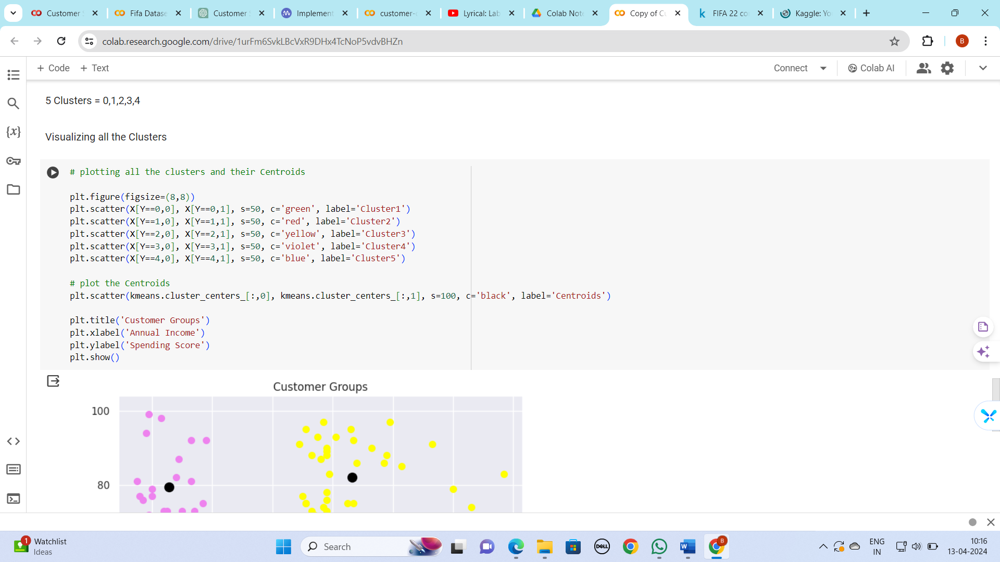 Customer
Fifa Datase
Customer
Implement
customer-
Lyrical: Lab
Colab Note
Copy of Cu
FIFA 22 co
Kaggle: Yo
colab.research.google.com/drive/1urFm6SvkLBcVxR9DHx4TcNoP5vdvBHZn
B
+ Code + Text
Connect
Colab AI
5 Clusters = 0,1,2,3,4
Visualizing all the Clusters
# plotting all the clusters and their Centroids
plt.figure(figsize=(8,8))
plt.scatter(X[Y==0,0], X[Y==0,1], s=50, c='green', label='Cluster1')
plt.scatter(X[Y==1,0], X[Y==1,1], s=50, c='red', label='Cluster2')
plt.scatter(X[Y==2,0], X[Y==2,1], s=50, c='yellow', label='Cluster3')
plt.scatter(X[Y==3,0], X[Y==3,1], s=50, c='violet', label='Cluster4')
plt.scatter(X[Y==4,0], X[Y==4,1], s=50, c='blue', label='Cluster5')
# plot the Centroids
plt.scatter(kmeans.cluster_centers_[:,0], kmeans.cluster_centers_[:,1], s=100, c='black', label='Centroids')
plt.title('Customer Groups')
plt.xlabel('Annual Income')
plt.ylabel('Spending Score')
plt.show()
Customer Groups
100
80
1
Watchlist
Ideas
Search
DELL
W
B
ENG
IN
10:16
13-04-2024